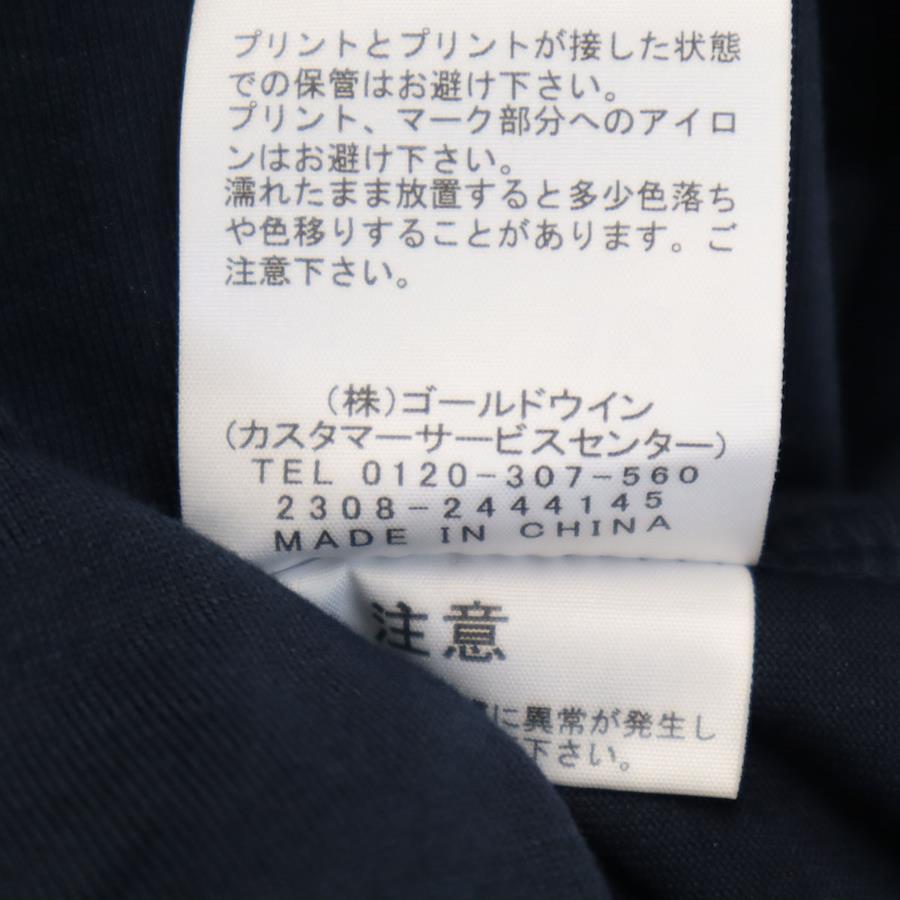 プリントとプリントが接した状態
での保管はお避け下さい。
プリント、マーク部分へのアイロ
ンはお避け下さい。
濡れたまま放置すると多少色落ち
や色移りすることがあります。ご
注意下さい。
(株)ゴールドウイン
(カスタマーサービスセンター)
TEL 0120-307-560
2308-2444145
MADE IN CHINA
注意
に異常が発生し
下さい。